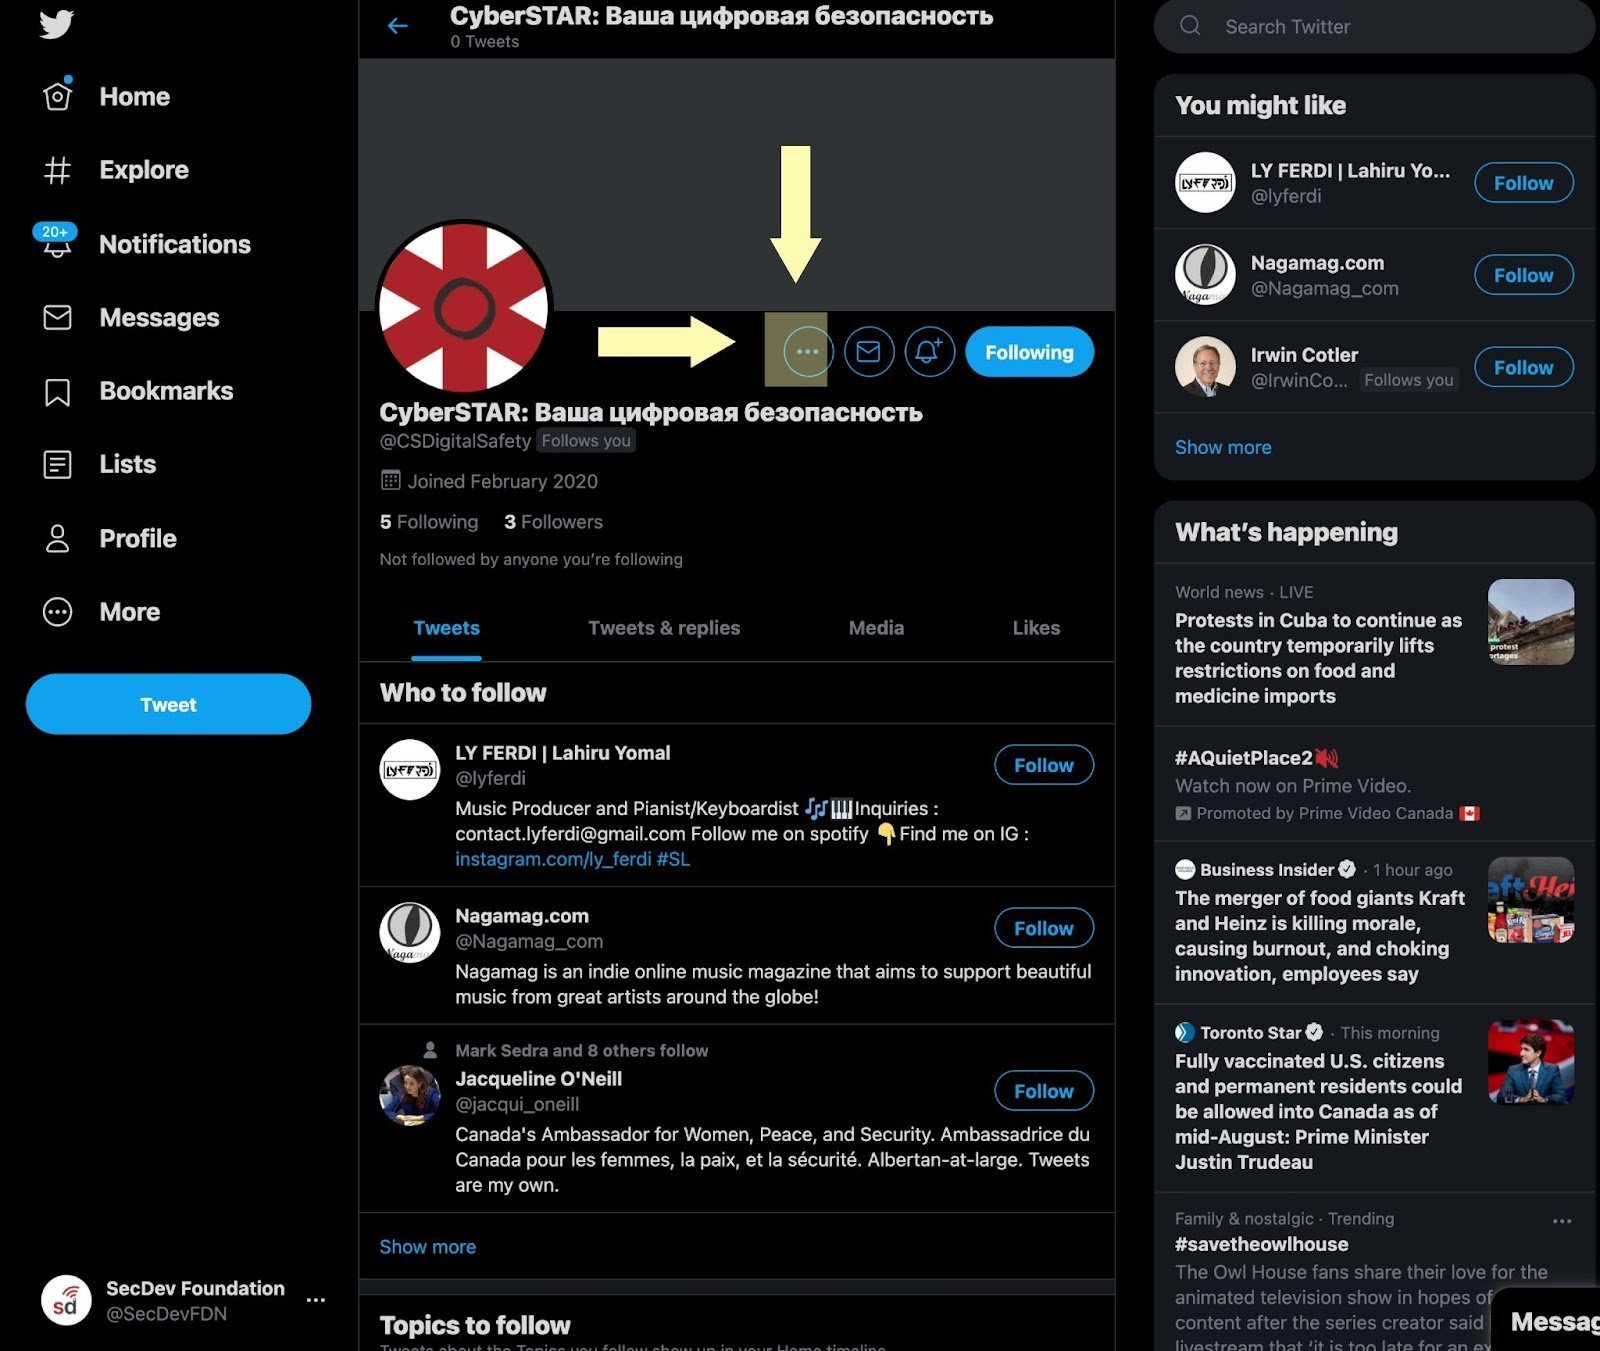 Home
Explore
20+
Notifications
Messages
Bookmarks
Lists
Profile
More
Tweet
SecDev Foundation
@SecDevFDN
sd
CyberSTAR: Ваша цифровая безопасность
0 Tweets
Following
CyberSTAR: Ваша цифровая безопасность
@CSDigitalSafety Follows you
Joined February 2020
5 Following 3 Followers
Not followed by anyone you're following
Tweets Tweets & replies Media Likes
Who to follow
LY FERDI | Lahiru Yomal
@lyferdi
Follow
Music Producer and Pianist/Keyboardist 🎶🎹Inquiries :
contact.lyferdi@gmail.com Follow me on spotify 👇Find me on IG :
instagram.com/ly_ferdi #SL
Nagamag.com
@Nagamag_com
Follow
Nagamag is an indie online music magazine that aims to support beautiful
music from great artists around the globe!
Mark Sedra and 8 others follow
Jacqueline O'Neill
@jacqui_oneill
Follow
Canada's Ambassador for Women, Peace, and Security. Ambassadrice du
Canada pour les femmes, la paix, et la sécurité. Albertan-at-large. Tweets
are my own.
Show more
Topics to follow
Tweets about the Topics you follow show up in your Home timeline
Search Twitter
You might like
LY FERDI | Lahiru Yo...
@lyferdi
Follow
Nagamag.com
@Nagamag_com
Follow
Irwin Cotler
@IrwinCo... Follows you
Follow
Show more
What's happening
World news · LIVE
Protests in Cuba to continue as
the country temporarily lifts
restrictions on food and
medicine imports
#AQuietPlace2
Watch now on Prime Video.
Promoted by Prime Video Canada
Business Insider · 1 hour ago
The merger of food giants Kraft
and Heinz is killing morale,
causing burnout, and choking
innovation, employees say
Toronto Star · This morning
Fully vaccinated U.S. citizens
and permanent residents could
be allowed into Canada as of
mid-August: Prime Minister
Justin Trudeau
Family & nostalgic · Trending
#savetheowlhouse
The Owl House fans share their love for the
animated television show in hopes of
content after the series creator said
livestream that 'it is too late for an
Messag